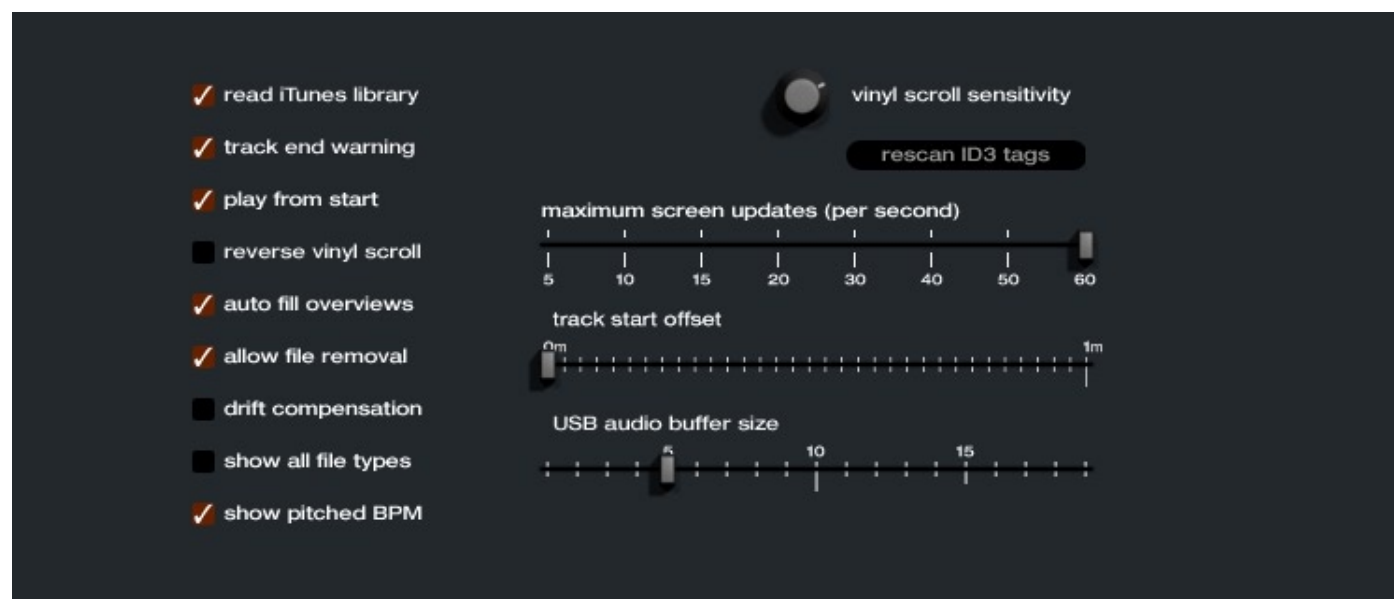 read iTunes library
track end warning
play from start
reverse vinyl scroll
auto fill overviews
allow file removal
drift compensation
show all file types
show pitched BPM
vinyl scroll sensitivity
rescan ID3 tags
maximum screen updates (per second)
5 10 15 20 30 40 50 60
track start offset
0m 1m
USB audio buffer size
5 10 15